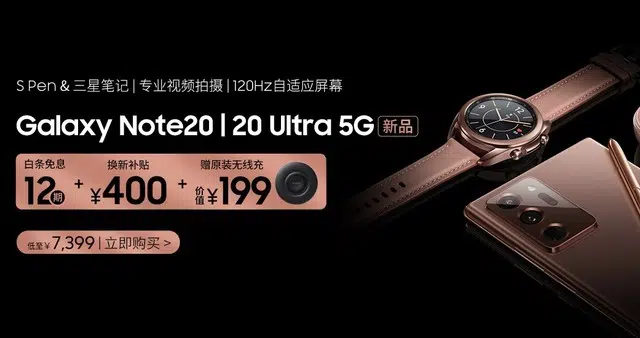 S Pen & 三星笔记 | 专业视频拍摄 | 120Hz自适应屏幕
Galaxy Note20 | 20 Ultra 5G 新品
白条免息 换新补贴 赠原装无线充
12期 + ¥400 + 价值¥199
低至¥7,399 | 立即购买 >